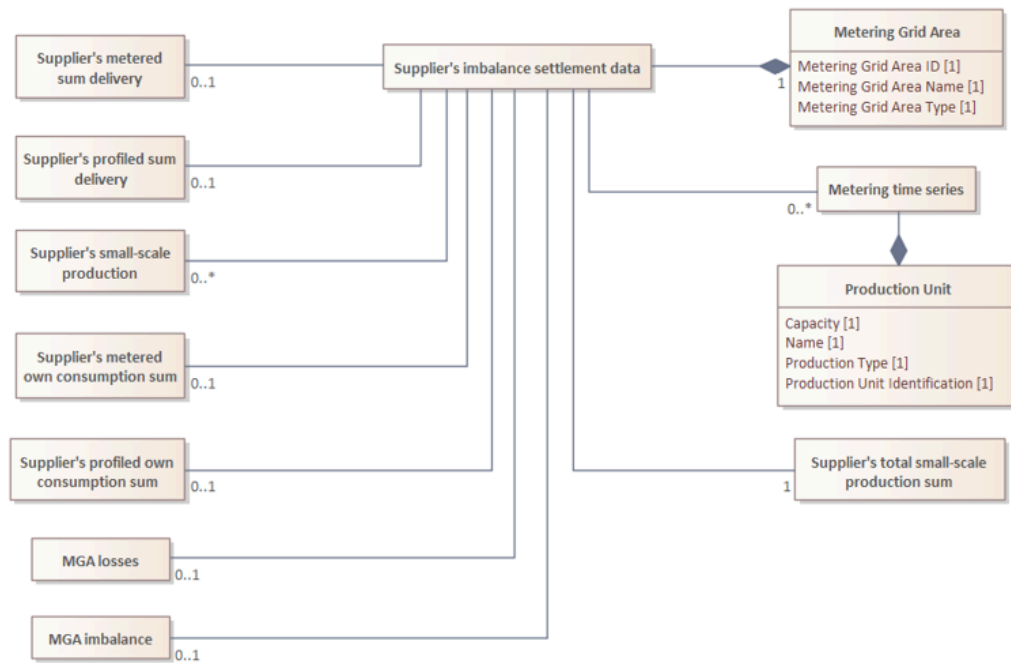 Supplier's metered
sum delivery
0..1
Supplier's profiled sum
delivery
0..1
Supplier's small-scale
production
0..*
Supplier's metered
own consumption sum
0..1
Supplier's profiled own
consumption sum
0..1
MGA losses
0..1
MGA imbalance
0..1
Supplier's imbalance settlement data
Metering Grid Area
Metering Grid Area ID [1]
Metering Grid Area Name [1]
Metering Grid Area Type [1]
1
Metering time series
0..*
Production Unit
Capacity [1]
Name [1]
Production Type [1]
Production Unit Identification [1]
Supplier's total small-scale
production sum
1